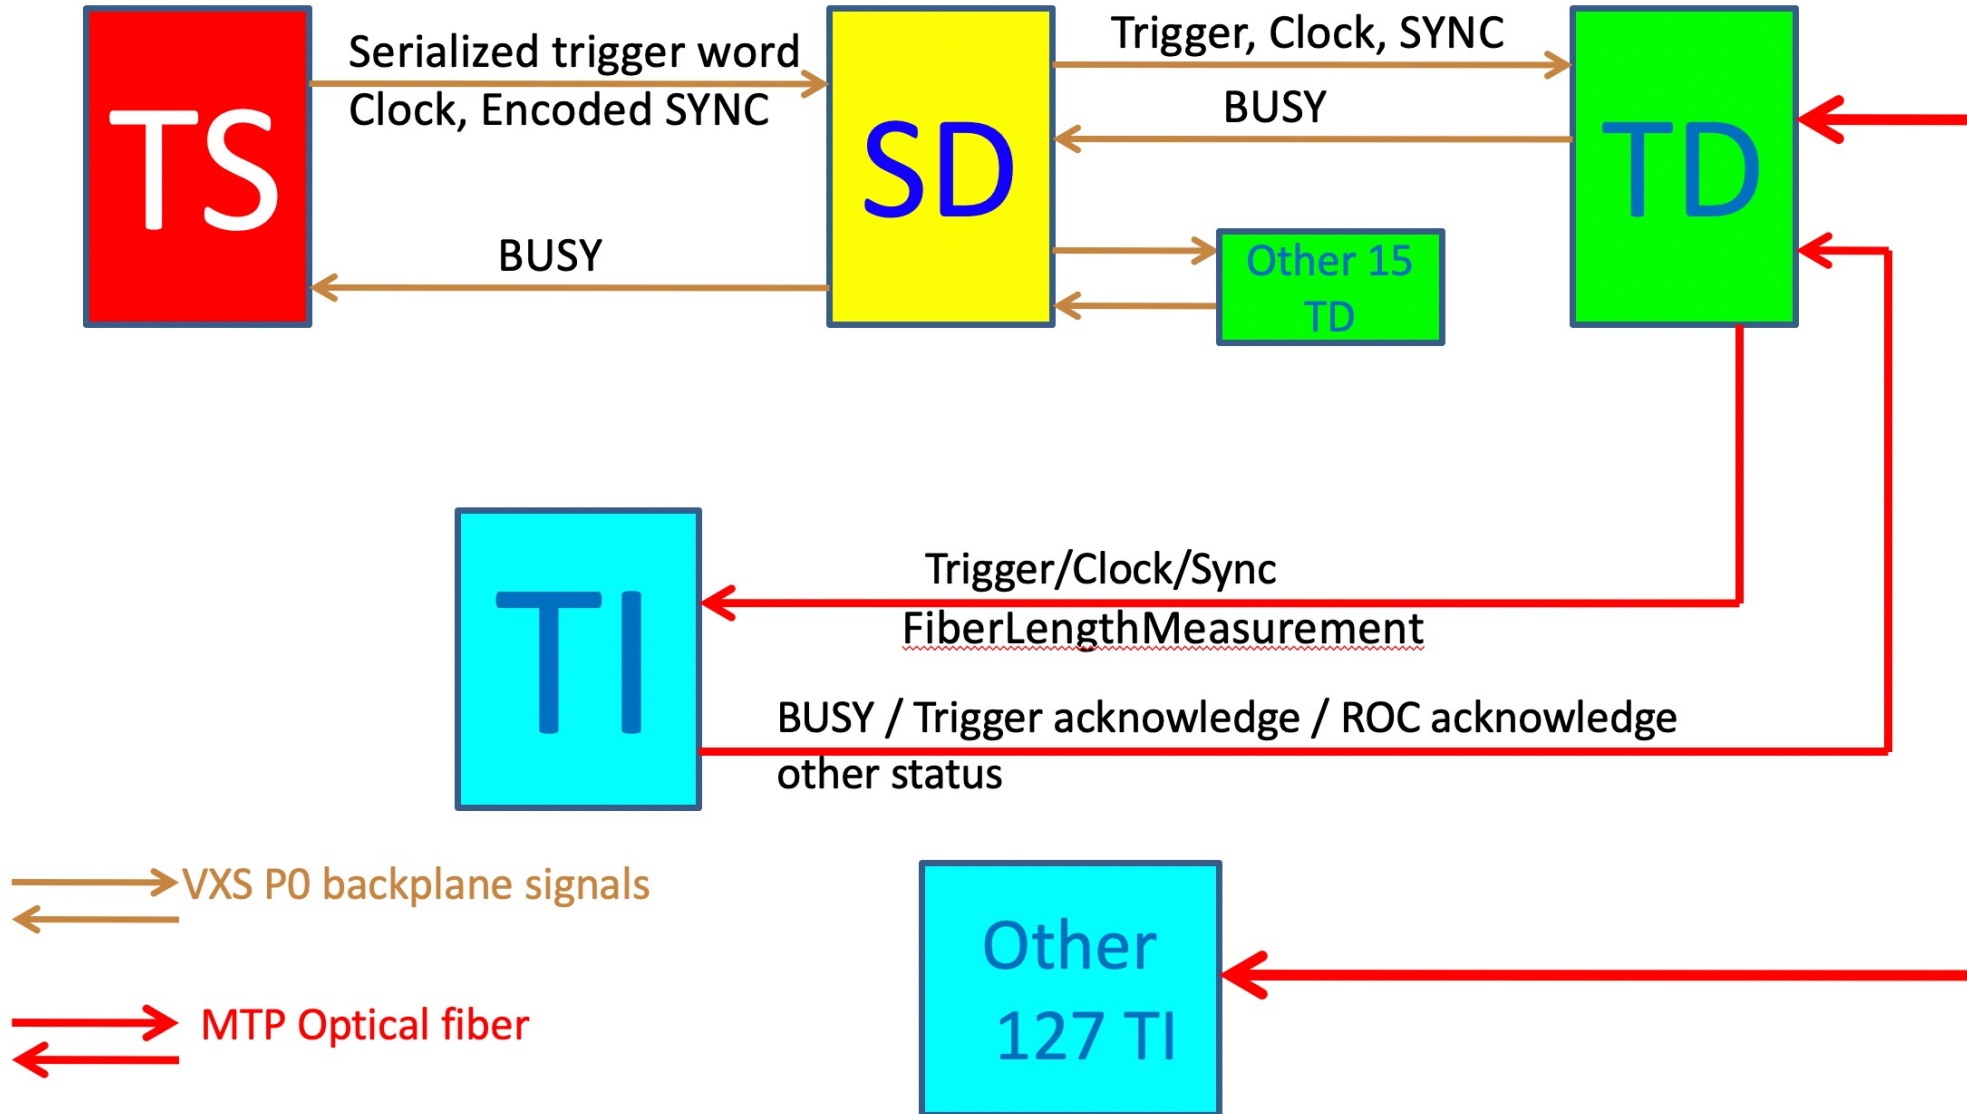 TS
Serialized trigger word
Clock, Encoded SYNC
BUSY
SD
Trigger, Clock, SYNC
BUSY
Other 15
TD
TD
TI
Trigger/Clock/Sync
FiberLengthMeasurement
BUSY / Trigger acknowledge / ROC acknowledge
other status
VXS P0 backplane signals
MTP Optical fiber
Other
127 TI